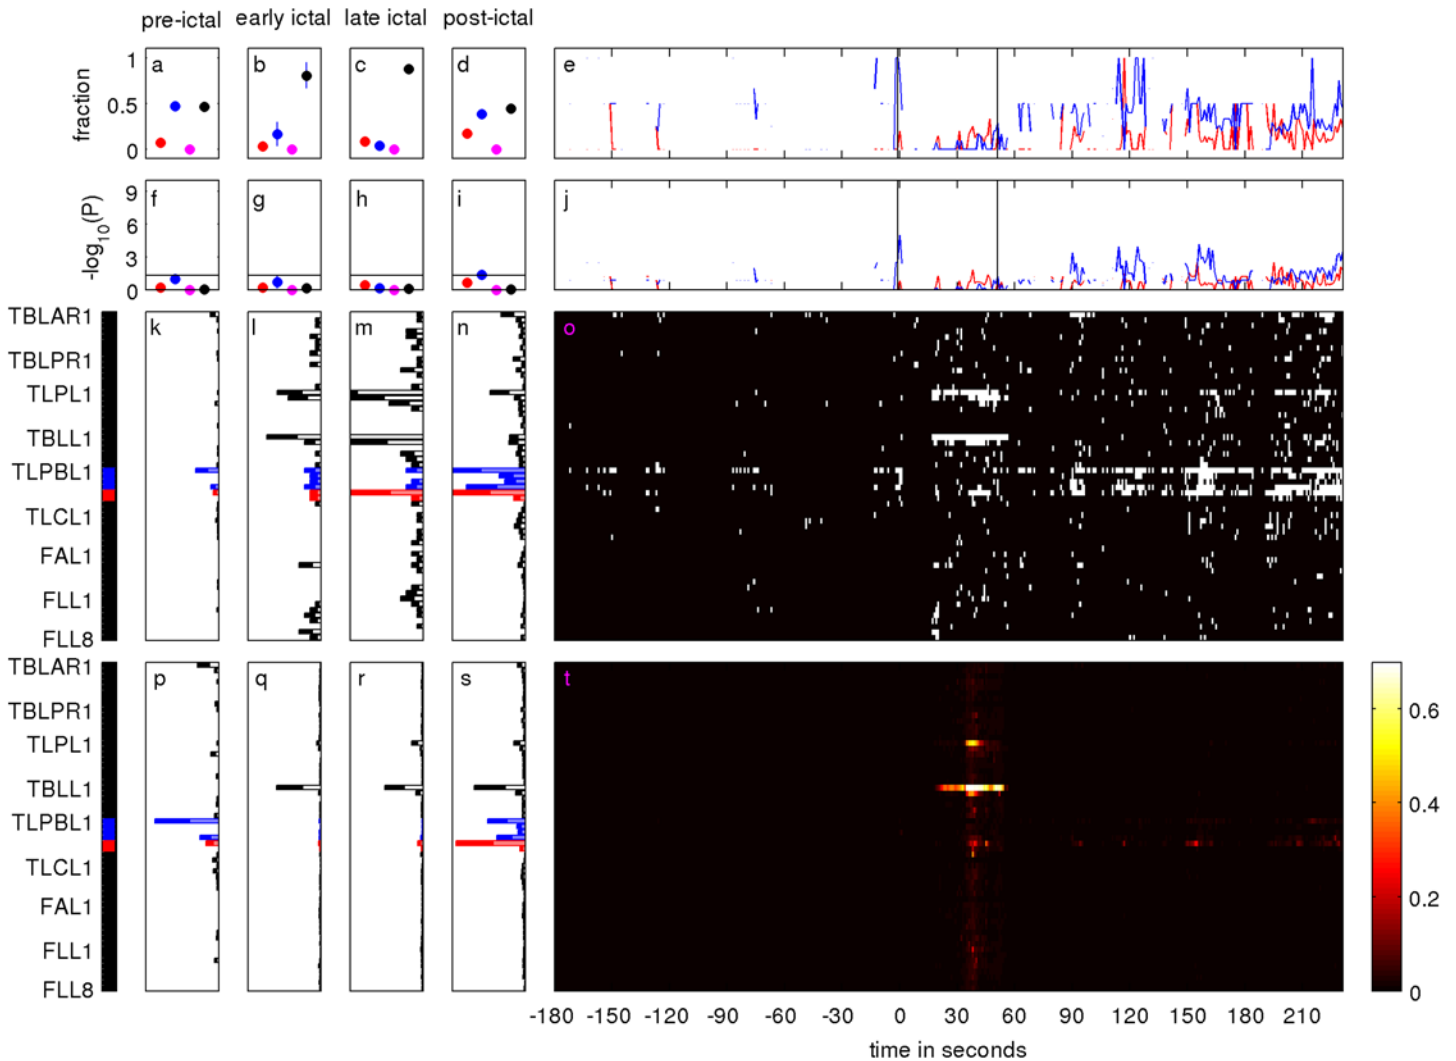 pre-ictal early ictal late ictal post-ictal
fraction
1
0.5
0
a b c d e
-log10(P)
9
6
3
0
f g h i j
TBLAR1
TBLPR1
TLPL1
TBLL1
TLPBL1
TLCL1
FAL1
FLL1
FLL8
k l m n o
TBLAR1
TBLPR1
TLPL1
TBLL1
TLPBL1
TLCL1
FAL1
FLL1
FLL8
p q r s t
0.6
0.4
0.2
0
-180 -150 -120 -90 -60 -30 0 30 60 90 120 150 180 210
time in seconds